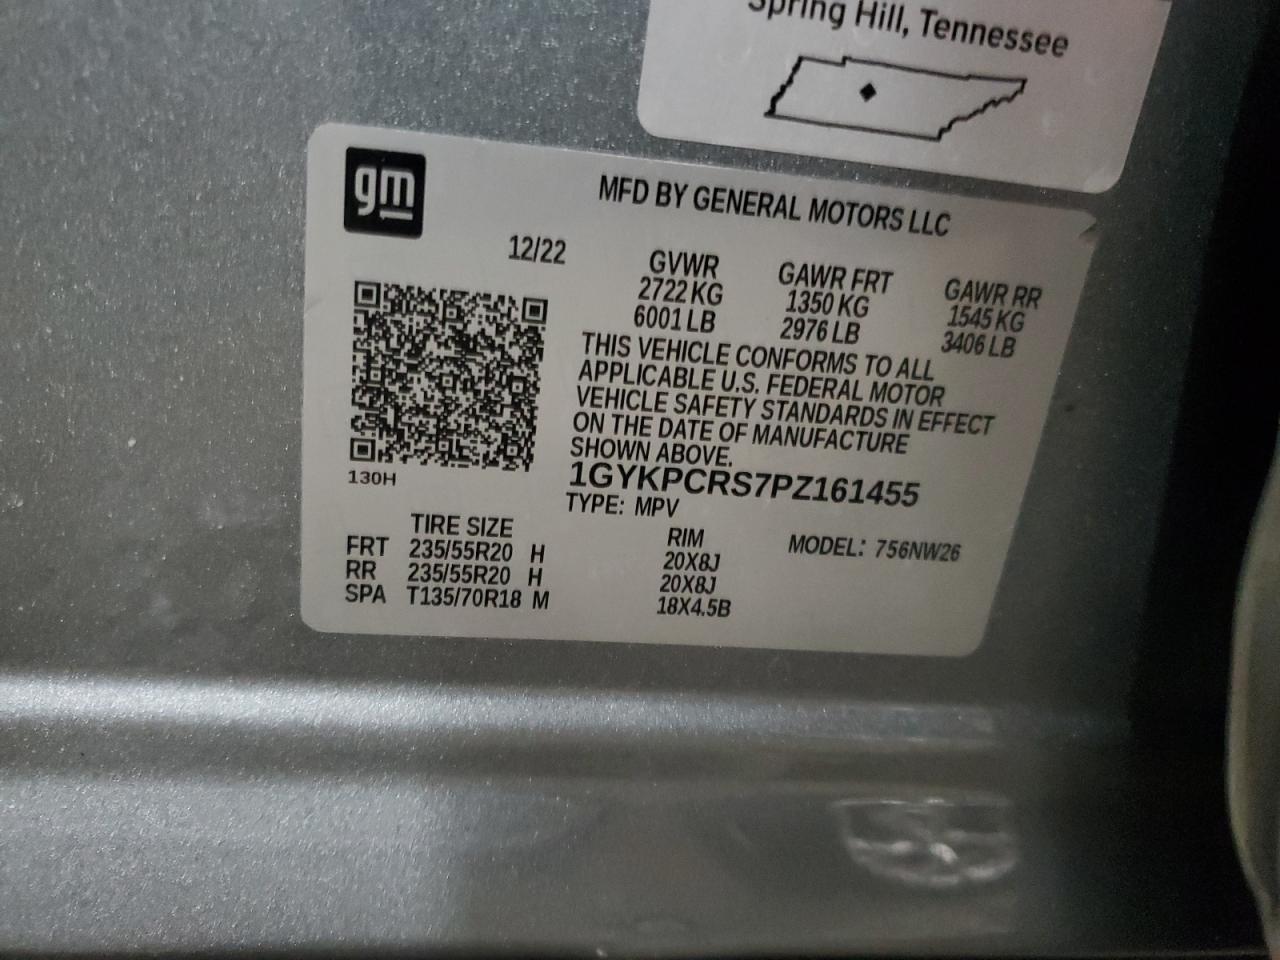 Spring Hill, Tennessee
gm
MFD BY GENERAL MOTORS LLC
12/22 GVWR GAWR FRT GAWR RR
2722 KG 1350 KG 1545 KG
6001 LB 2976 LB 3406 LB
THIS VEHICLE CONFORMS TO ALL
APPLICABLE U.S. FEDERAL MOTOR
VEHICLE SAFETY STANDARDS IN EFFECT
ON THE DATE OF MANUFACTURE
SHOWN ABOVE.
130H
1GYKPCRS7PZ161455
TYPE: MPV
TIRE SIZE RIM MODEL: 756NW26
FRT 235/55R20 H 20X8J
RR 235/55R20 H 20X8J
SPA T135/70R18 M 18X4.5B